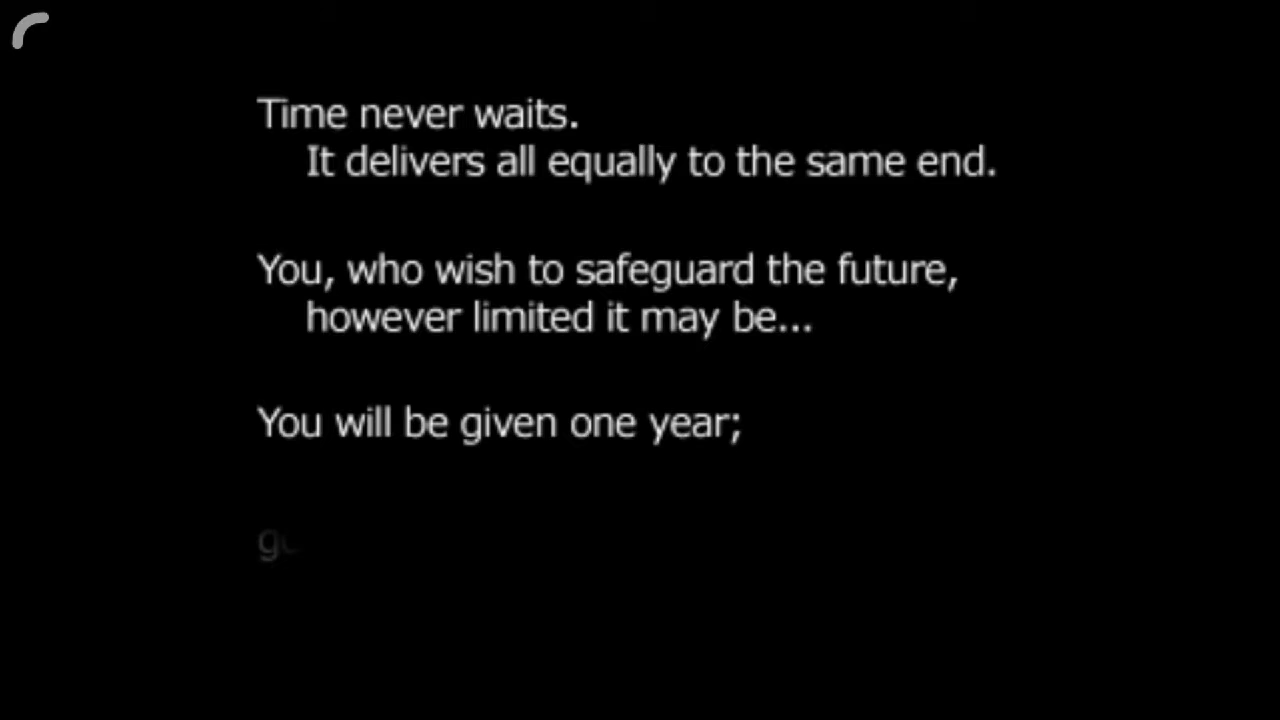 Time never waits.
It delivers all equally to the same end.
You, who wish to safeguard the future,
however limited it may be...
You will be given one year;